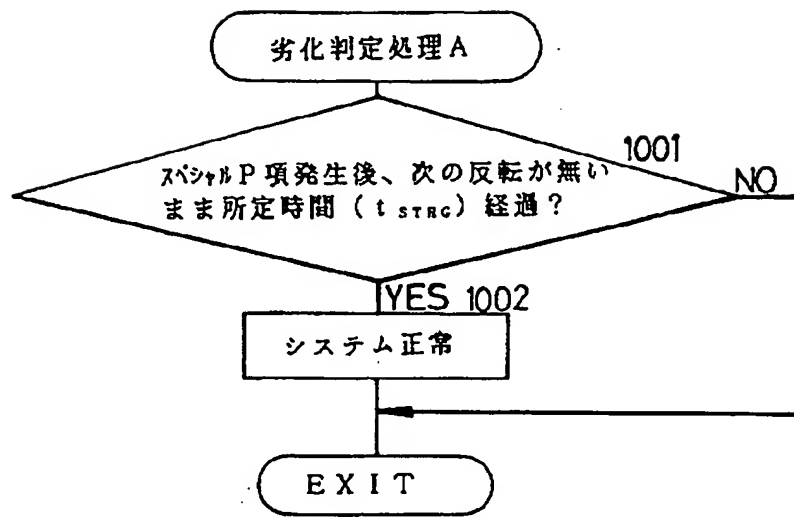 劣化判定処理A
1001
スペシャルP項発生後、次の反転が無い
まま所定時間(tSTRG)経過?
NO
YES 1002
システム正常
EXIT